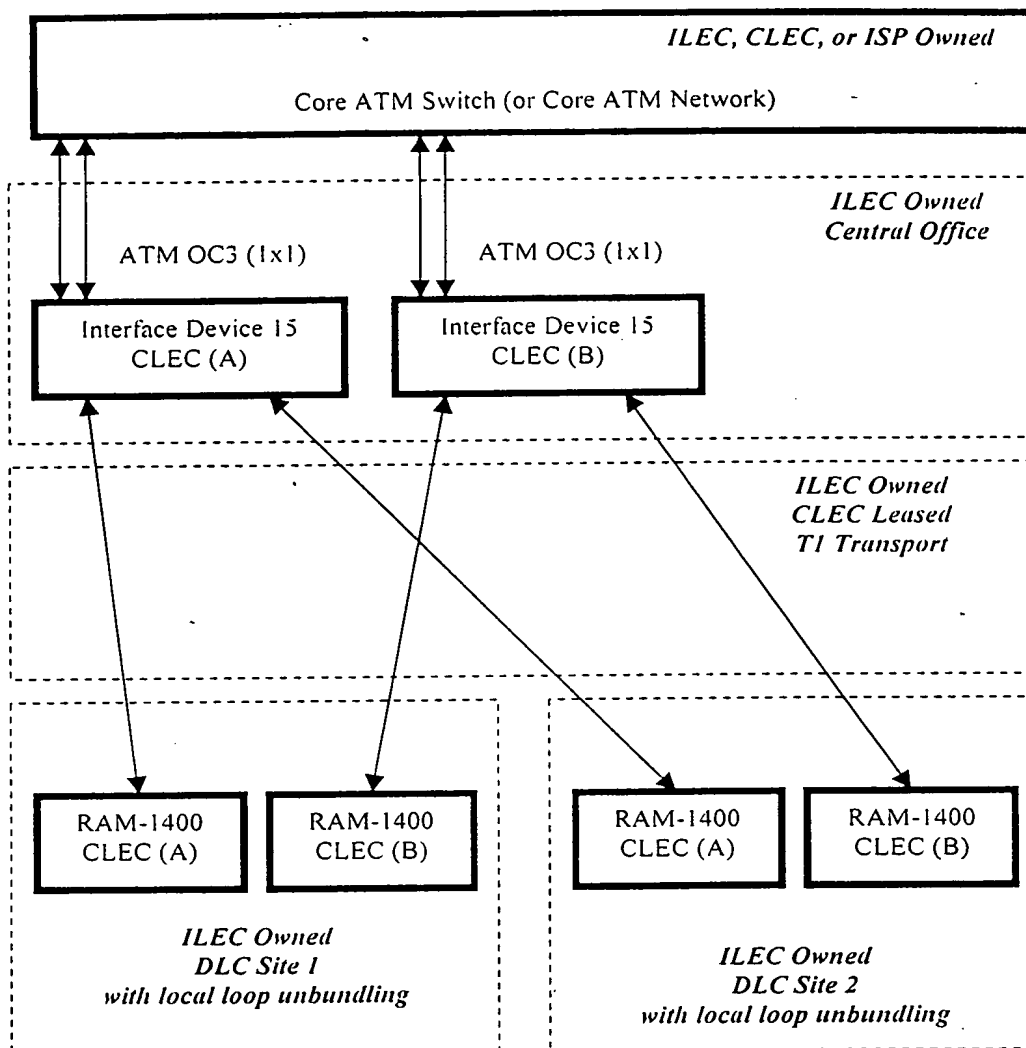 ILEC, CLEC, or ISP Owned
Core ATM Switch (or Core ATM Network)
ILEC Owned
Central Office
ATM OC3 (1x1)
ATM OC3 (1x1)
Interface Device 15
CLEC (A)
Interface Device 15
CLEC (B)
ILEC Owned
CLEC Leased
T1 Transport
RAM-1400
CLEC (A)
RAM-1400
CLEC (B)
RAM-1400
CLEC (A)
RAM-1400
CLEC (B)
ILEC Owned
DLC Site 1
with local loop unbundling
ILEC Owned
DLC Site 2
with local loop unbundling